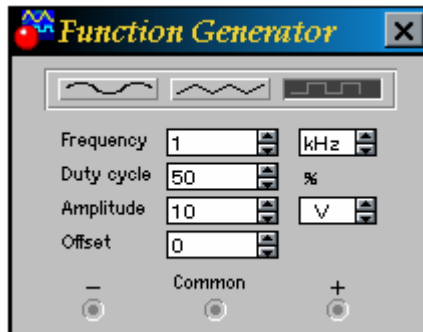 Function Generator
Frequency 1 kHz
Duty cycle 50 %
Amplitude 10 V
Offset 0
− Common +